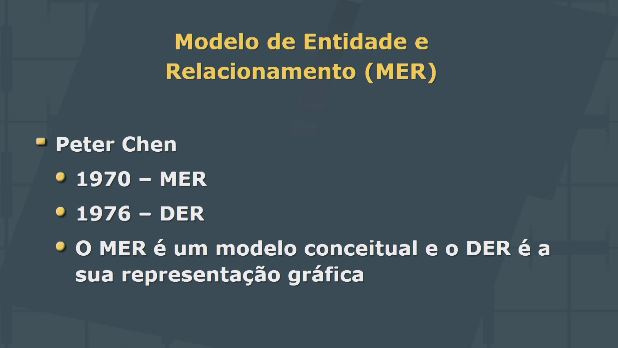 Modelo de Entidade e
Relacionamento (MER)
Peter Chen
1970 – MER
1976 – DER
O MER é um modelo conceitual e o DER é a
sua representação gráfica